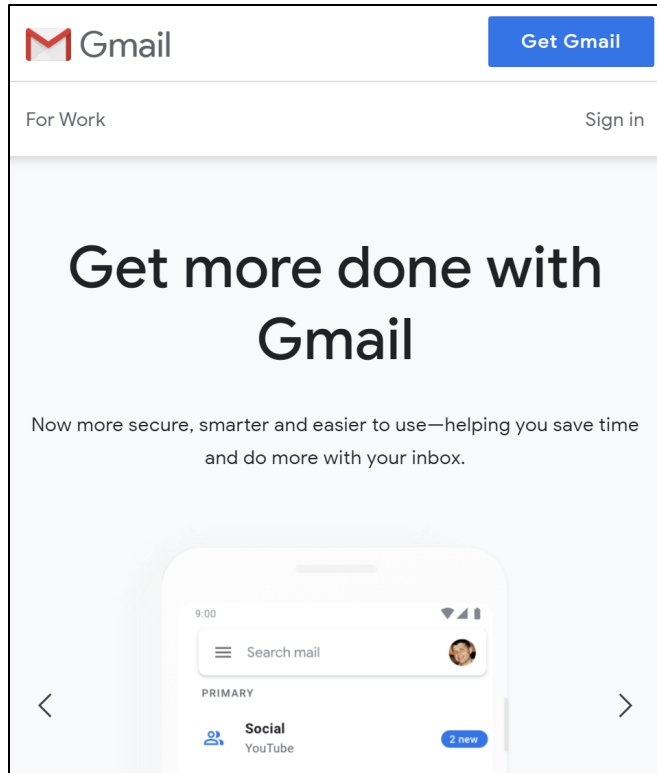 Gmail
Get Gmail
For Work
Sign in
Get more done with
Gmail
Now more secure, smarter and easier to use—helping you save time
and do more with your inbox.
9:00
Search mail
PRIMARY
Social
YouTube
2 new